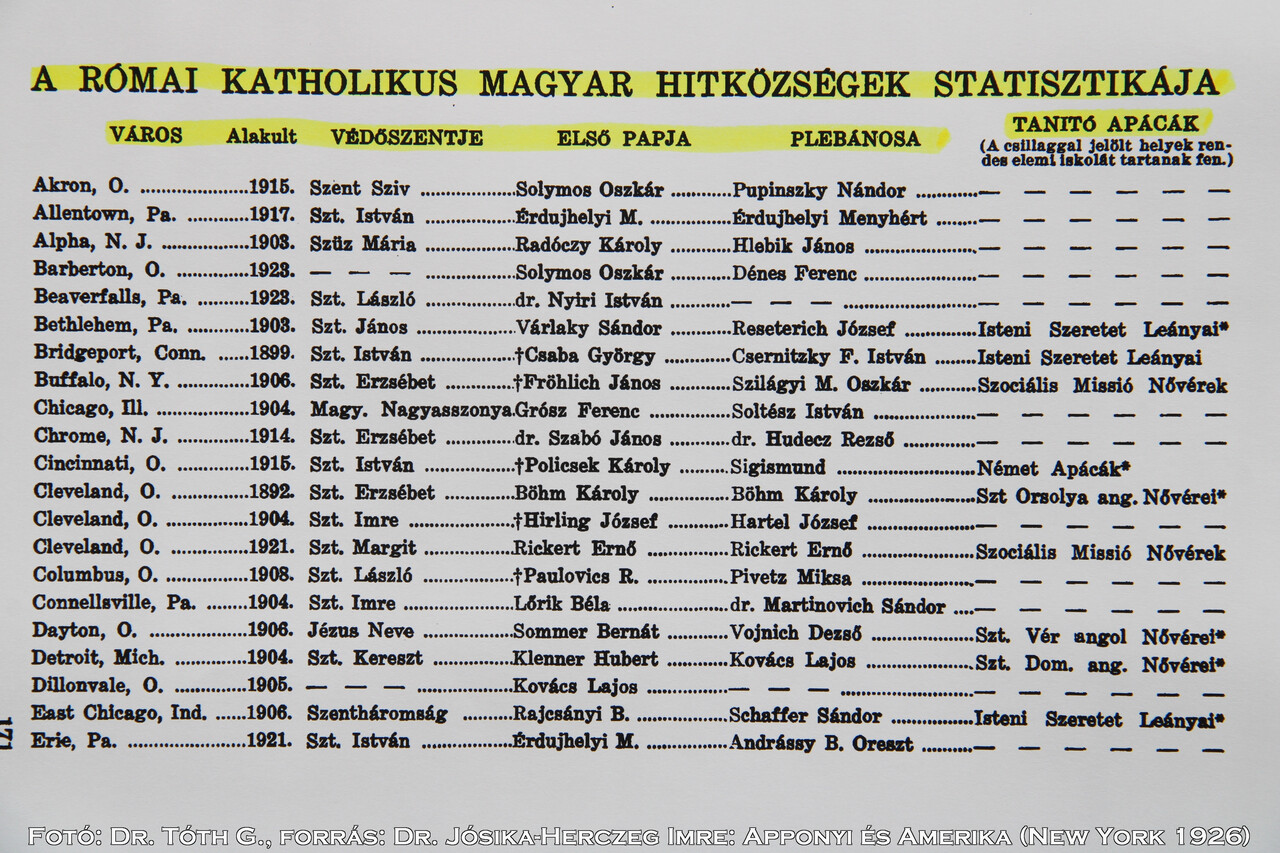 A RÓMAI KATHOLIKUS MAGYAR HITKÖZSÉGEK STATISZTIKÁJA
VÁROS Alakult VÉDŐSZENTJE ELSŐ PAPJA PLEBÁNOSA TANITÓ APÁCÁK
(A csillaggal jelölt helyek ren-
des elemi iskolát tartanak fen.)
Akron, O. ..................1915. Szent Sziv ...............Solymos Oszkár ..........Pupinszky Nándor ...........— — — — — —
Allentown, Pa. ...........1917. Szt. István ................Érdujhelyi M. .............Érdujhelyi Menyhért ........— — — — — —
Alpha, N. J. ...............1903. Szüz Mária ...............Radóczy Károly ..........Hlebik János ....................— — — — — —
Barberton, O. ............1923. — — — ................Solymos Oszkár ..........Dénes Ferenc ....................— — — — — —
Beaverfalls, Pa. .........1923. Szt. László ...............dr. Nyiri István ...........— — — ........................— — — — — —
Bethlehem, Pa. ..........1903. Szt. János .................Várlaky Sándor ..........Reseterich József .............Isteni Szeretet Leányai*
Bridgeport, Conn. .....1899. Szt. István ................†Csaba György ...........Csernitzky F. István .......Isteni Szeretet Leányai
Buffalo, N. Y. ............1906. Szt. Erzsébet ............†Fröhlich János ..........Szilágyi M. Oszkár ..........Szociális Missió Nővérek
Chicago, Ill. ................1904. Magy. Nagyasszonya.Grósz Ferenc ..............Soltész István ..................— — — — — —
Chrome, N. J. ............1914. Szt. Erzsébet ............dr. Szabó János ..........dr. Hudecz Rezső .............— — — — — —
Cincinnati, O. ............1915. Szt. István ................†Policsek Károly ........Sigismund ........................Német Apácák*
Cleveland, O. .............1892. Szt. Erzsébet ............Böhm Károly .............Böhm Károly ...................Szt Orsolya ang. Nővérei*
Cleveland, O. .............1904. Szt. Imre ..................†Hirling József ...........Hartel József ....................— — — — — —
Cleveland, O. .............1921. Szt. Margit ...............Rickert Ernő ..............Rickert Ernő ....................Szociális Missió Nővérek
Columbus, O. .............1908. Szt. László ...............†Paulovics R. ..............Pivetz Miksa ...................— — — — — —
Connellsville, Pa. .......1904. Szt. Imre ..................Lőrik Béla ...................dr. Martinovich Sándor ....— — — — — —
Dayton, O. .................1906. Jézus Neve ...............Sommer Bernát ..........Vojnich Dezső ..................Szt. Vér angol Nővérei*
Detroit, Mich. ............1904. Szt. Kereszt ..............Klenner Hubert ..........Kovács Lajos ...................Szt. Dom. ang. Nővérei*
Dillonvale, O. .............1905. — — — ................Kovács Lajos ..............— — — .......................— — — — — —
East Chicago, Ind. ......1906. Szentháromság .........Rajcsányi B. ...............Schaffer Sándor ...............Isteni Szeretet Leányai*
Erie, Pa. .....................1921. Szt. István ................Érdujhelyi M. ..............Andrássy B. Oreszt ..........— — — — — —
171
Fotó: Dr. Tóth G., forrás: Dr. Jósika-Herczeg Imre: Apponyi és Amerika (New York 1926)